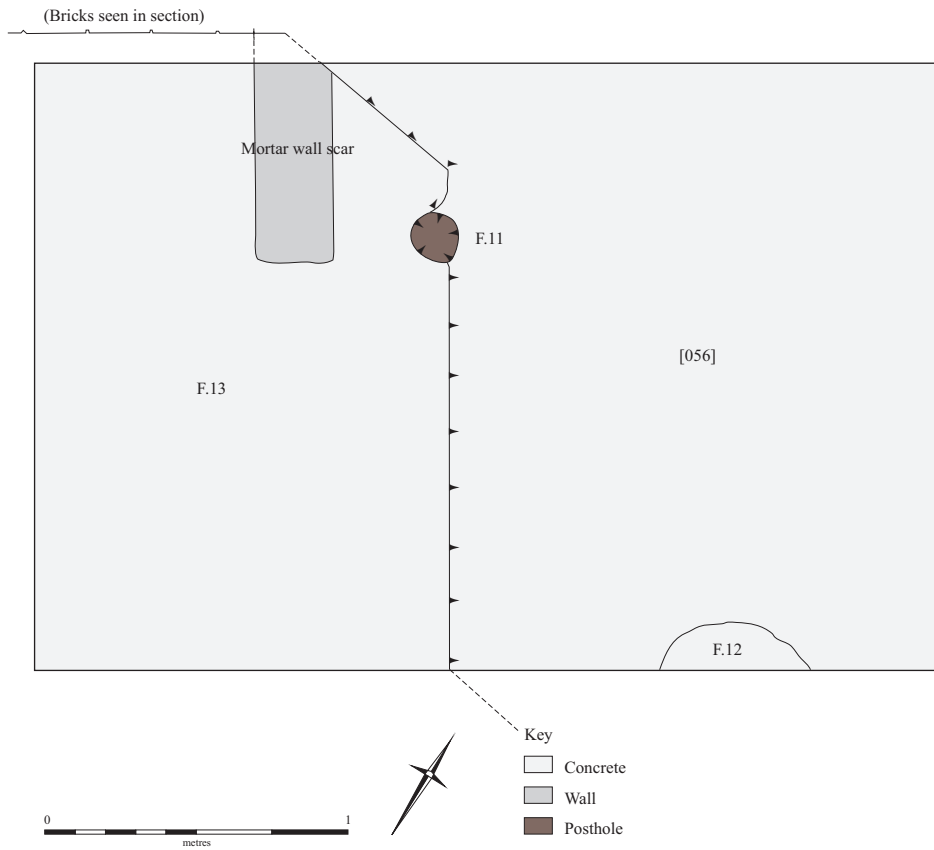 (Bricks seen in section)
Mortar wall scar
F.11
[056]
F.13
F.12
Key
Concrete
Wall
Posthole
0 1
metres